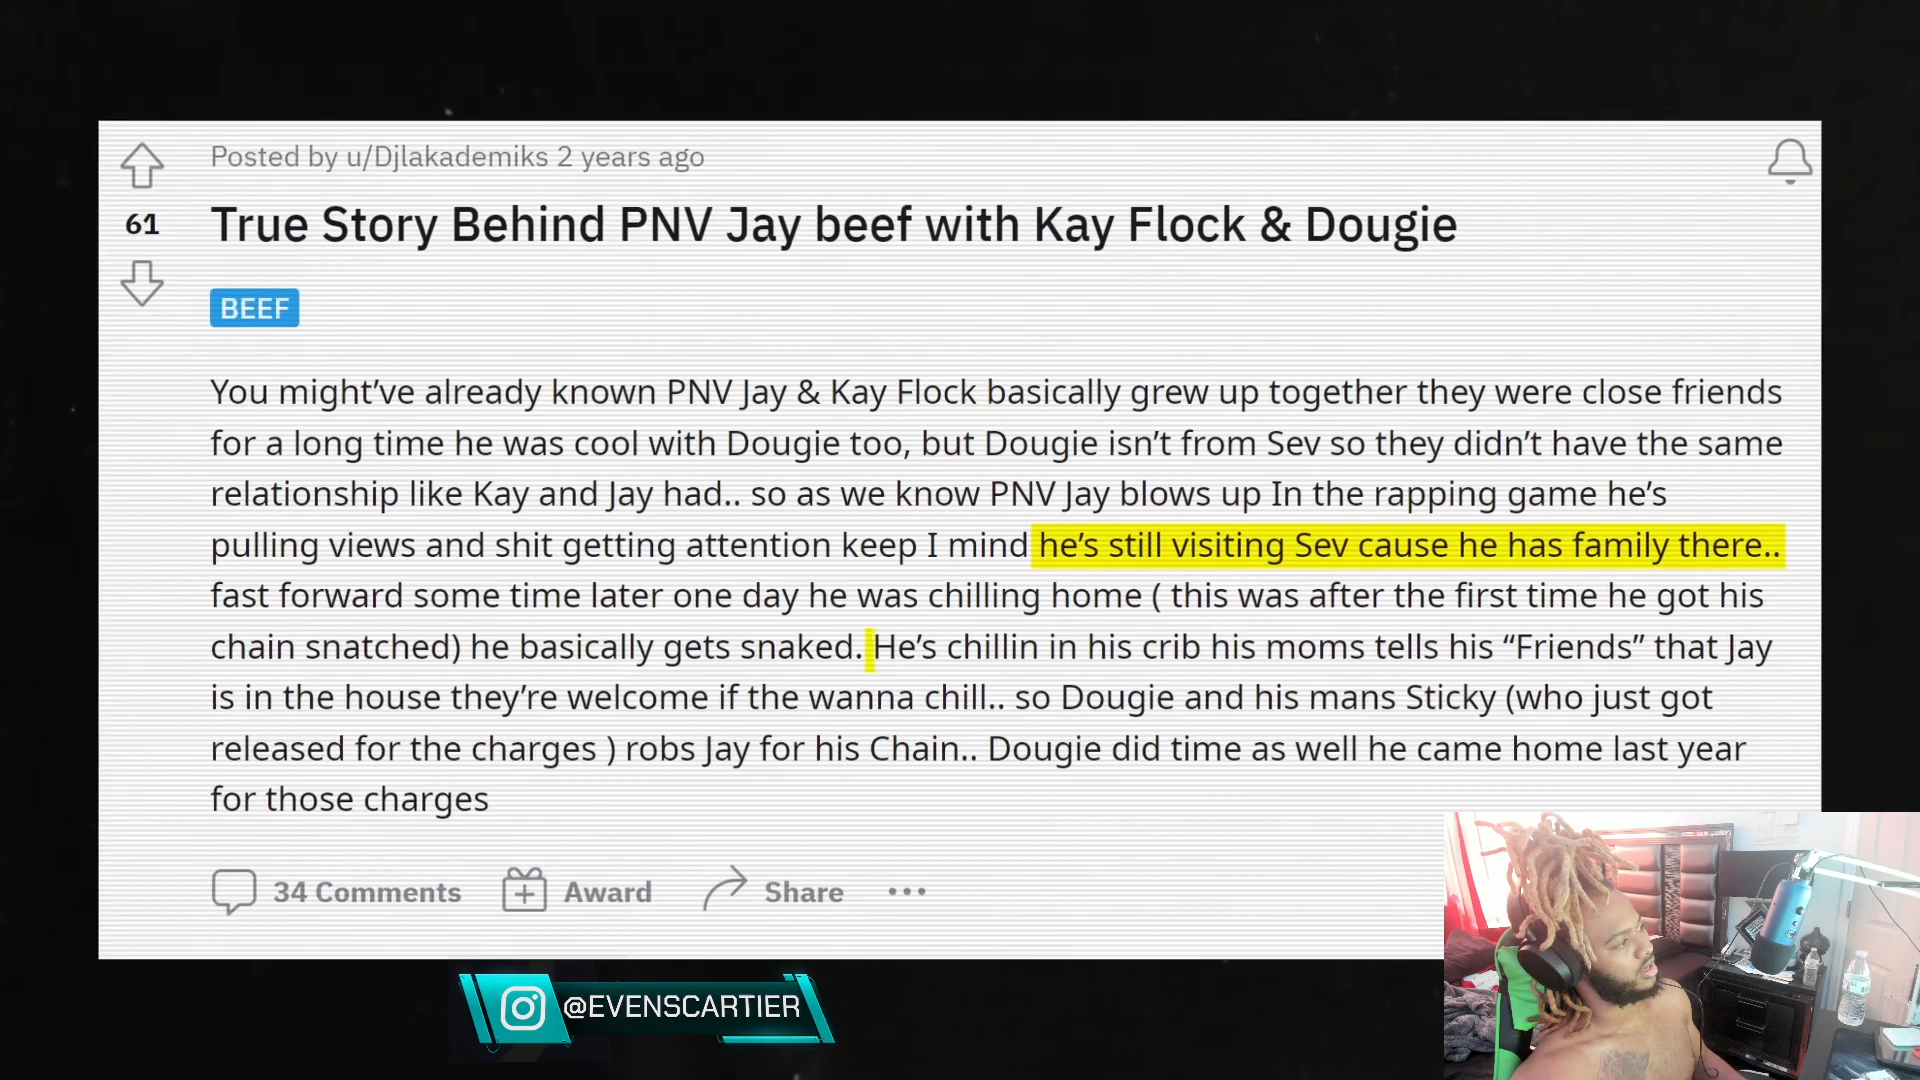 Posted by u/Djlakademiks 2 years ago
61
True Story Behind PNV Jay beef with Kay Flock & Dougie
BEEF
You might’ve already known PNV Jay & Kay Flock basically grew up together they were close friends
for a long time he was cool with Dougie too, but Dougie isn’t from Sev so they didn’t have the same
relationship like Kay and Jay had.. so as we know PNV Jay blows up In the rapping game he’s
pulling views and shit getting attention keep I mind he’s still visiting Sev cause he has family there..
fast forward some time later one day he was chilling home ( this was after the first time he got his
chain snatched) he basically gets snaked. He’s chillin in his crib his moms tells his “Friends” that Jay
is in the house they’re welcome if the wanna chill.. so Dougie and his mans Sticky (who just got
released for the charges ) robs Jay for his Chain.. Dougie did time as well he came home last year
for those charges
34 Comments
Award
Share
@EVENSCARTIER